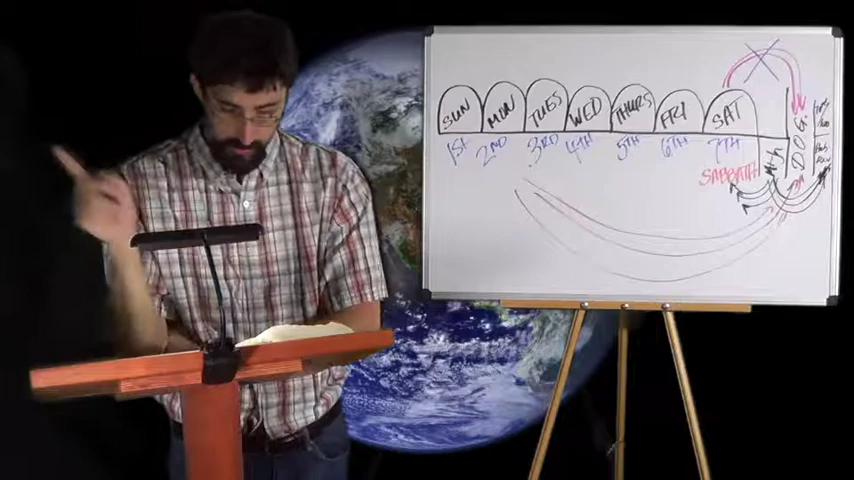 SUN MON TUES WED THURS FRI SAT
1ST 2ND 3RD 4TH 5TH 6TH 7TH
SABBATH
D.O.G.